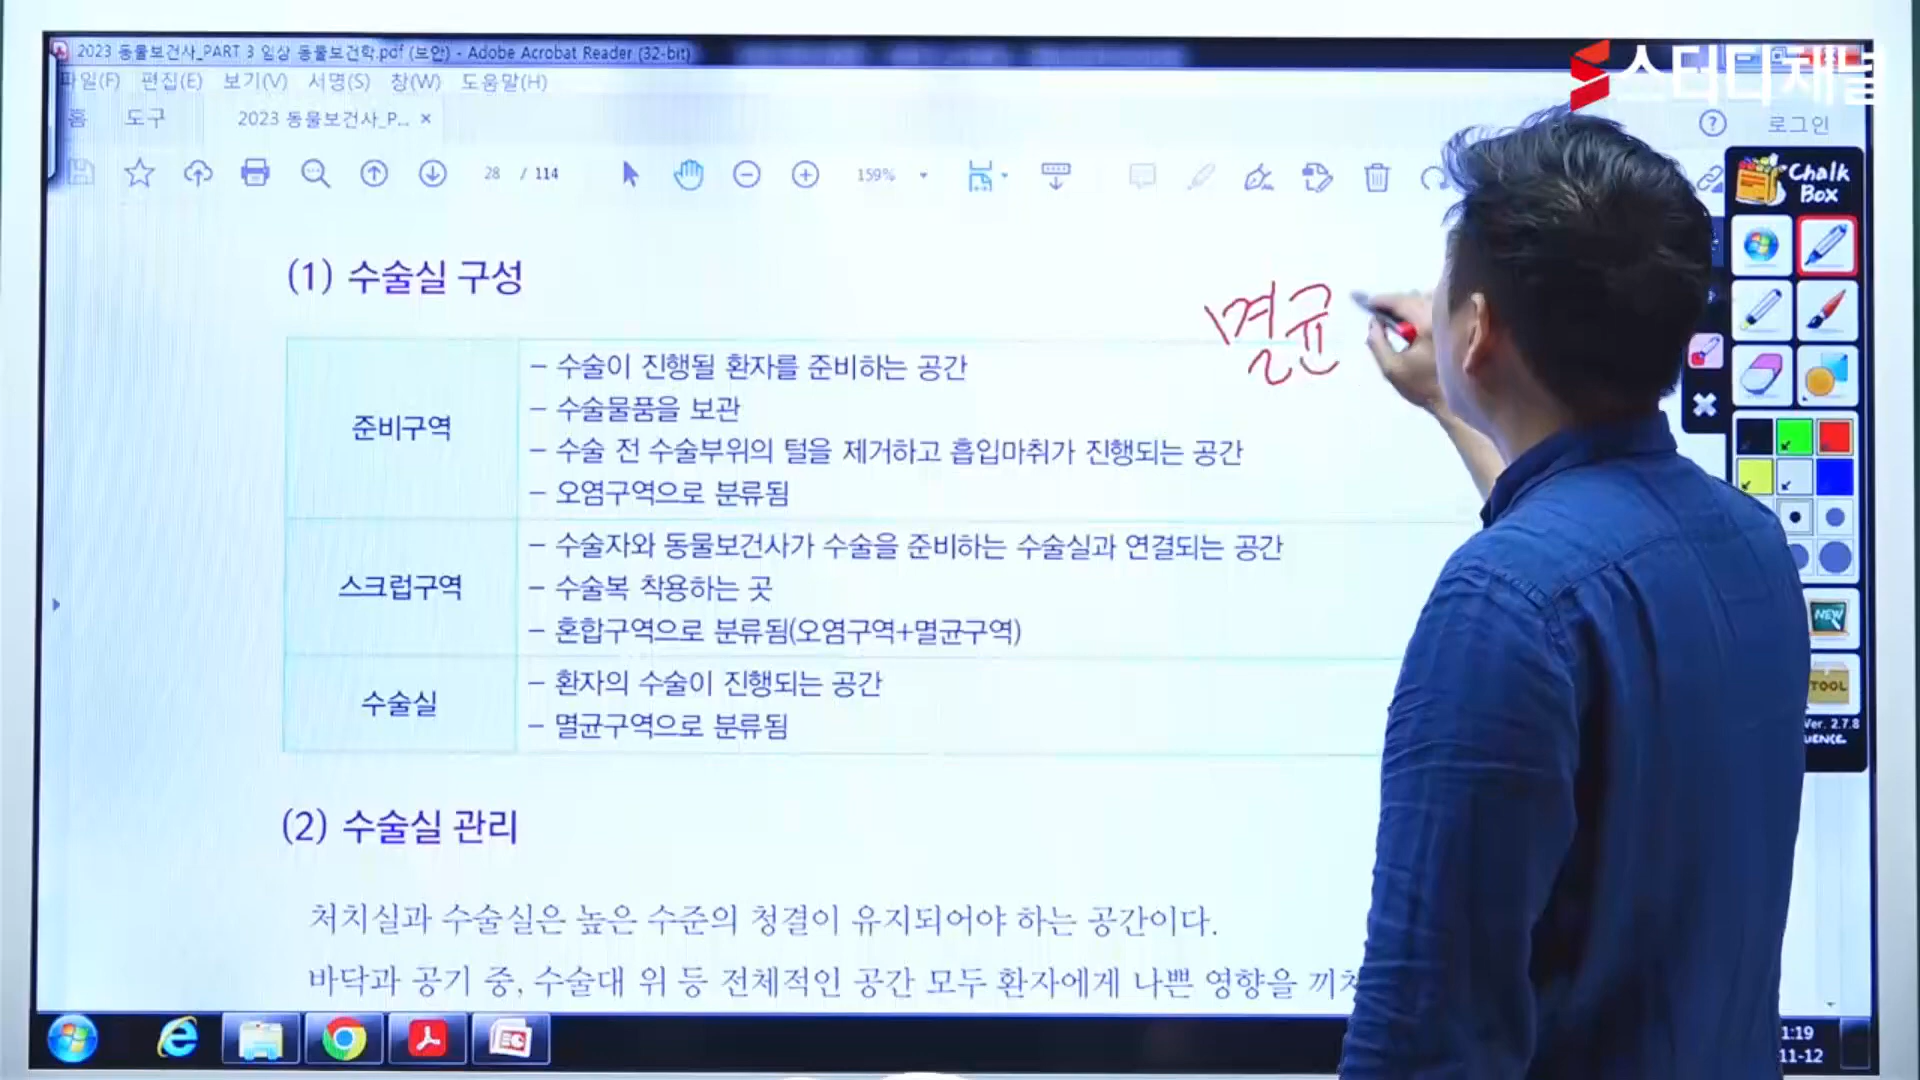 2023 동물보건사_PART 3 임상 동물보건학.pdf (보안) - Adobe Acrobat Reader (32-bit)
스터디채널
파일(F) 편집(E) 보기(V) 서명(S) 창(W) 도움말(H)
홈 도구 2023 동물보건사_P... ×
? 로그인
28 / 114 159%
Chalk Box
(1) 수술실 구성
멸균
준비구역
– 수술이 진행될 환자를 준비하는 공간
– 수술물품을 보관
– 수술 전 수술부위의 털을 제거하고 흡입마취가 진행되는 공간
– 오염구역으로 분류됨
스크럽구역
– 수술자와 동물보건사가 수술을 준비하는 수술실과 연결되는 공간
– 수술복 착용하는 곳
– 혼합구역으로 분류됨(오염구역+멸균구역)
수술실
– 환자의 수술이 진행되는 공간
– 멸균구역으로 분류됨
NEW
TOOL
Ver. 2.7.8
(2) 수술실 관리
처치실과 수술실은 높은 수준의 청결이 유지되어야 하는 공간이다.
바닥과 공기 중, 수술대 위 등 전체적인 공간 모두 환자에게 나쁜 영향을 끼
1:19
11-12